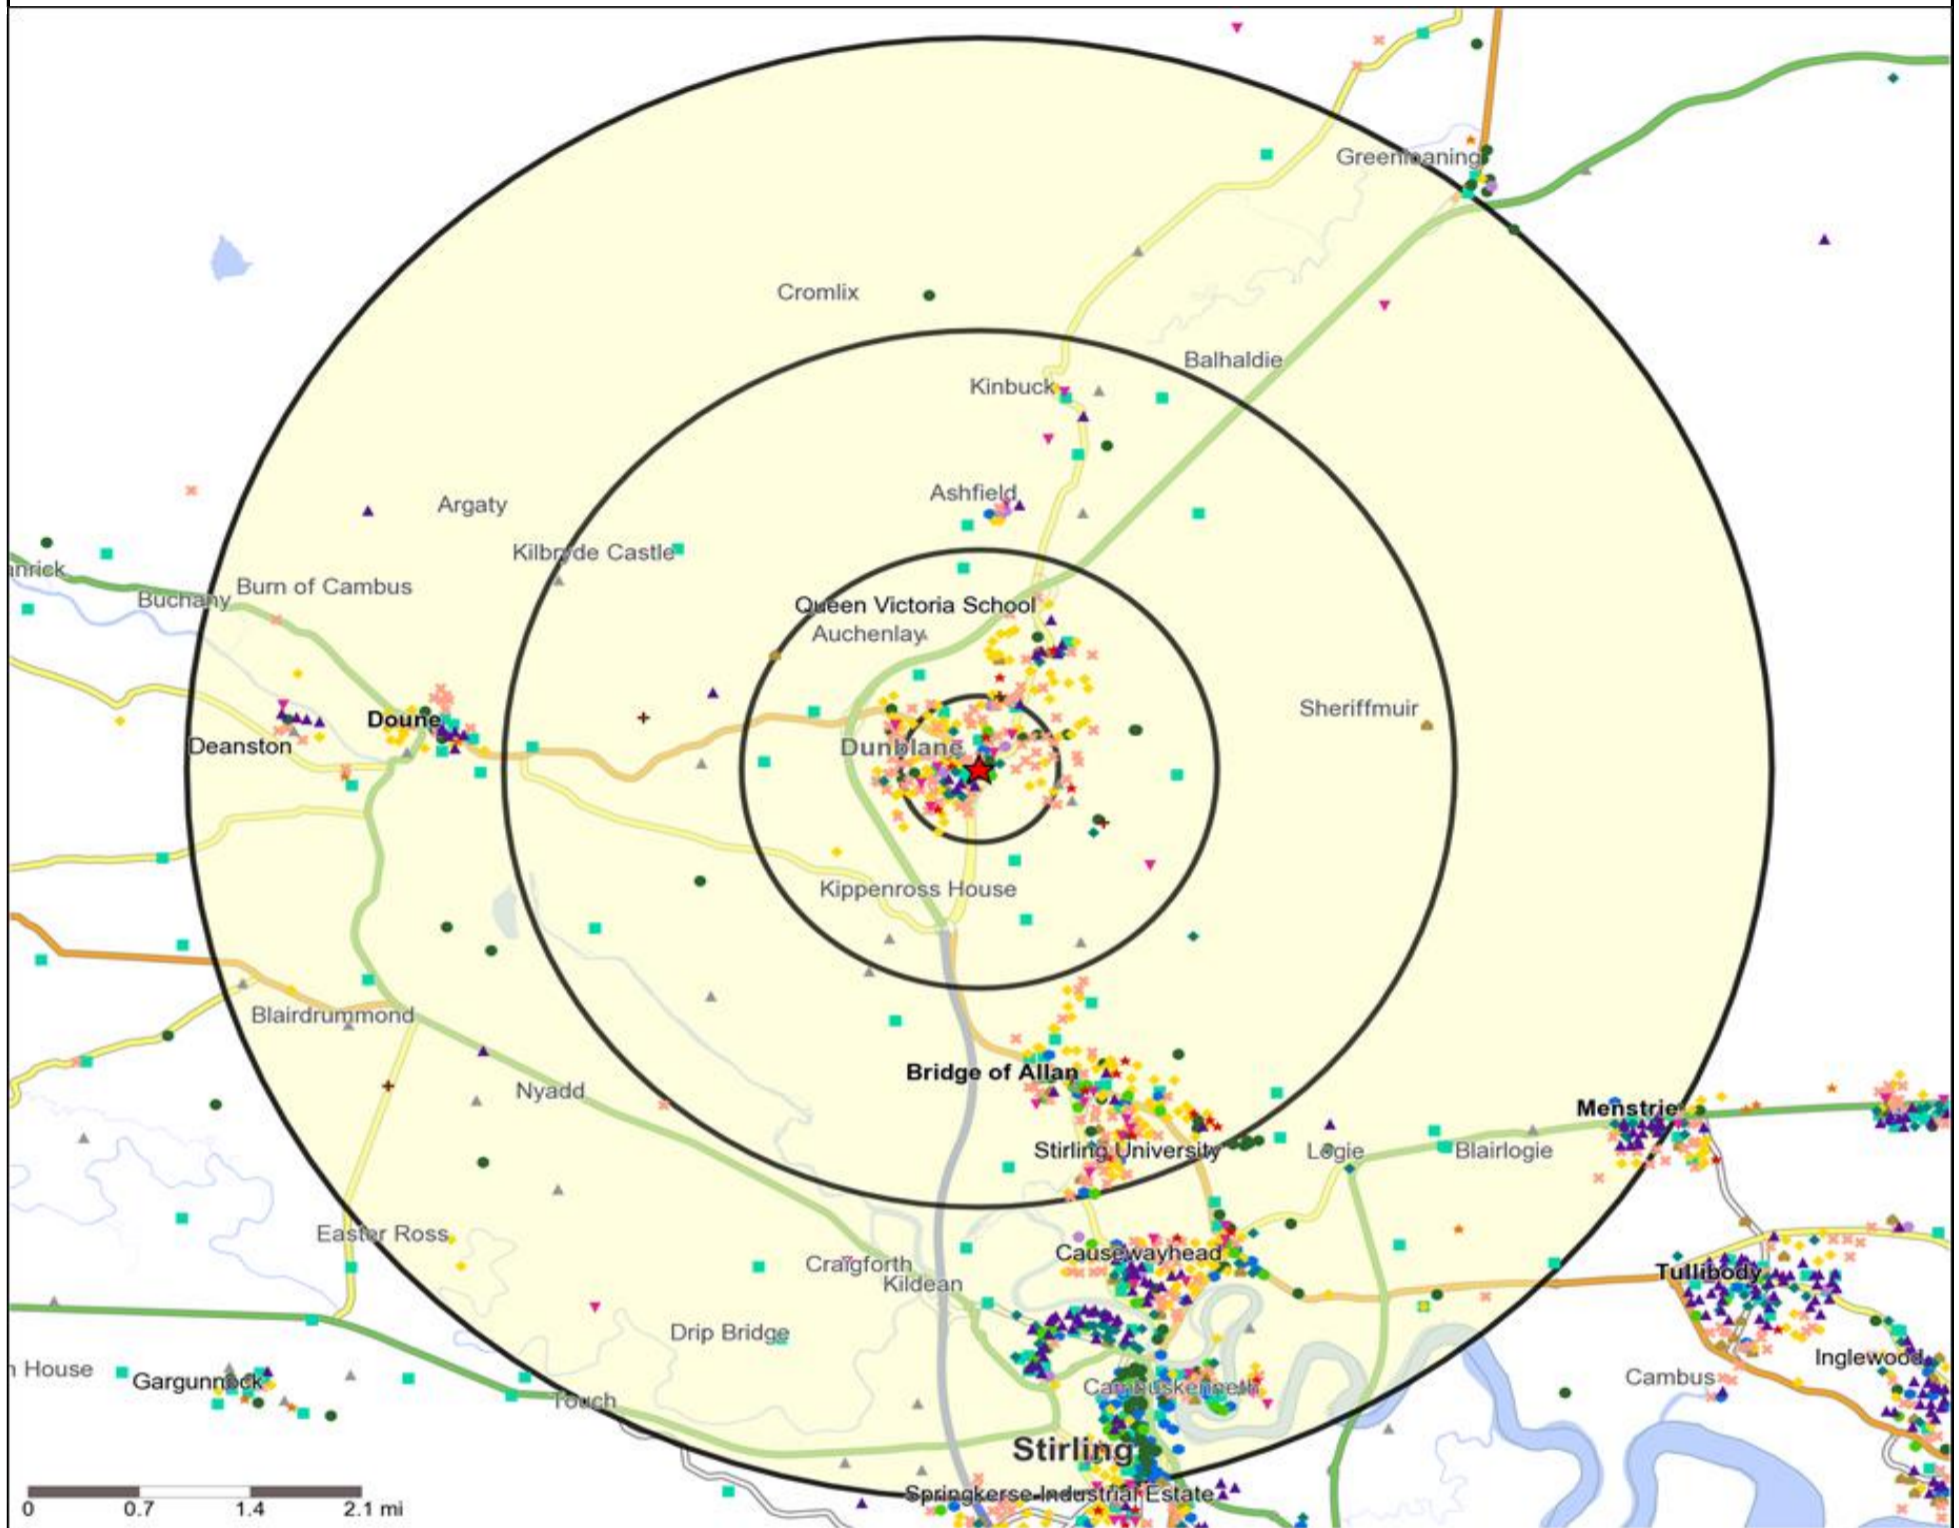 Greenloaning
Cromlix
Balhaldie
Kinbuck
Ashfield
Argaty
Kilbryde Castle
nrick
Burn of Cambus
Buchany
Queen Victoria School
Auchenlay
Sheriffmuir
Doune
Deanston
Dunblane
Kippenross House
Blairdrummond
Bridge of Allan
Nyadd
Menstrie
Stirling University
Logie
Blairlogie
Easter Ross
Causewayhead
Craigforth
Kildean
Tullibody
Drip Bridge
n House
Gargunnock
Inglewood
Cambus
Cambuskenneth
Touch
Stirling
Springkerse Industrial Estate
0 0.7 1.4 2.1 mi